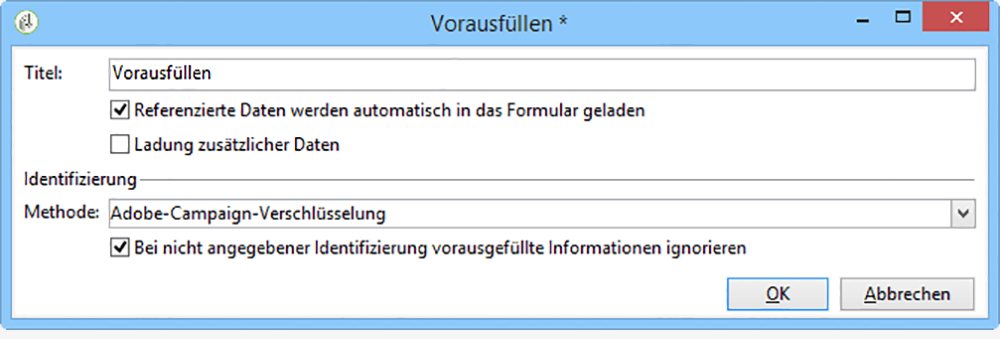 Vorausfüllen *
Titel: Vorausfüllen
Referenzierte Daten werden automatisch in das Formular geladen
Ladung zusätzlicher Daten
Identifizierung
Methode: Adobe-Campaign-Verschlüsselung
Bei nicht angegebener Identifizierung vorausgefüllte Informationen ignorieren
OK Abbrechen